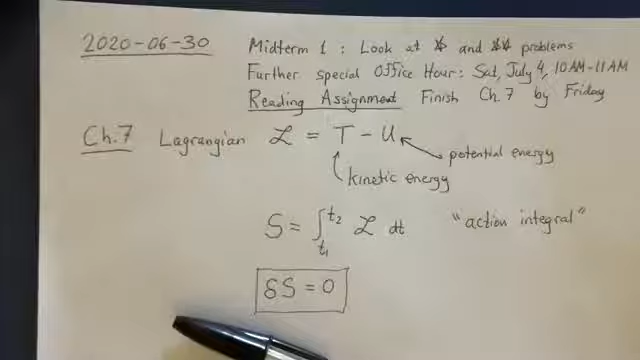 2020-06-30
Midterm 1: Look at * and ** problems
Further special Office Hour: Sat, July 4, 10AM-11AM
Reading Assignment Finish Ch.7 by Friday
Ch.7 Lagrangian ℒ = T - U
potential energy
kinetic energy
S = ∫_{t₁}^{t₂} ℒ dt "action integral"
δS = 0